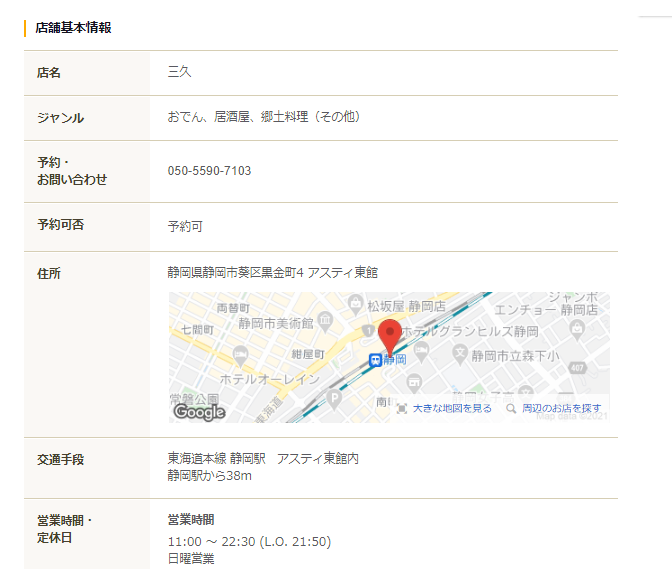 店舗基本情報
店名
三久
ジャンル
おでん、居酒屋、郷土料理（その他）
予約・
お問い合わせ
050-5590-7103
予約可否
予約可
住所
静岡県静岡市葵区黒金町4 アスティ東館
両替町
松坂屋 静岡店
ジャンボ
エンチョー 静岡店
静岡市美術館
七間町
ホテルグランヒルズ静岡
紺屋町
静岡
静岡市立森下小
407
ホテルオーレイン
常磐公園
東海道
Google
大きな地図を見る
周辺のお店を探す
Map data ©2021
交通手段
東海道本線 静岡駅　アスティ東館内
静岡駅から38m
営業時間・
定休日
営業時間
11:00 ～ 22:30 (L.O. 21:50)
日曜営業